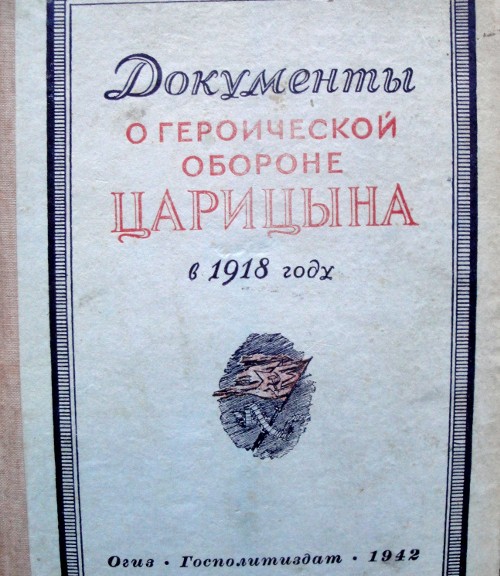 Документы
О ГЕРОИЧЕСКОЙ
ОБОРОНЕ
ЦАРИЦЫНА
в 1918 году
Огиз • Госполитиздат • 1942